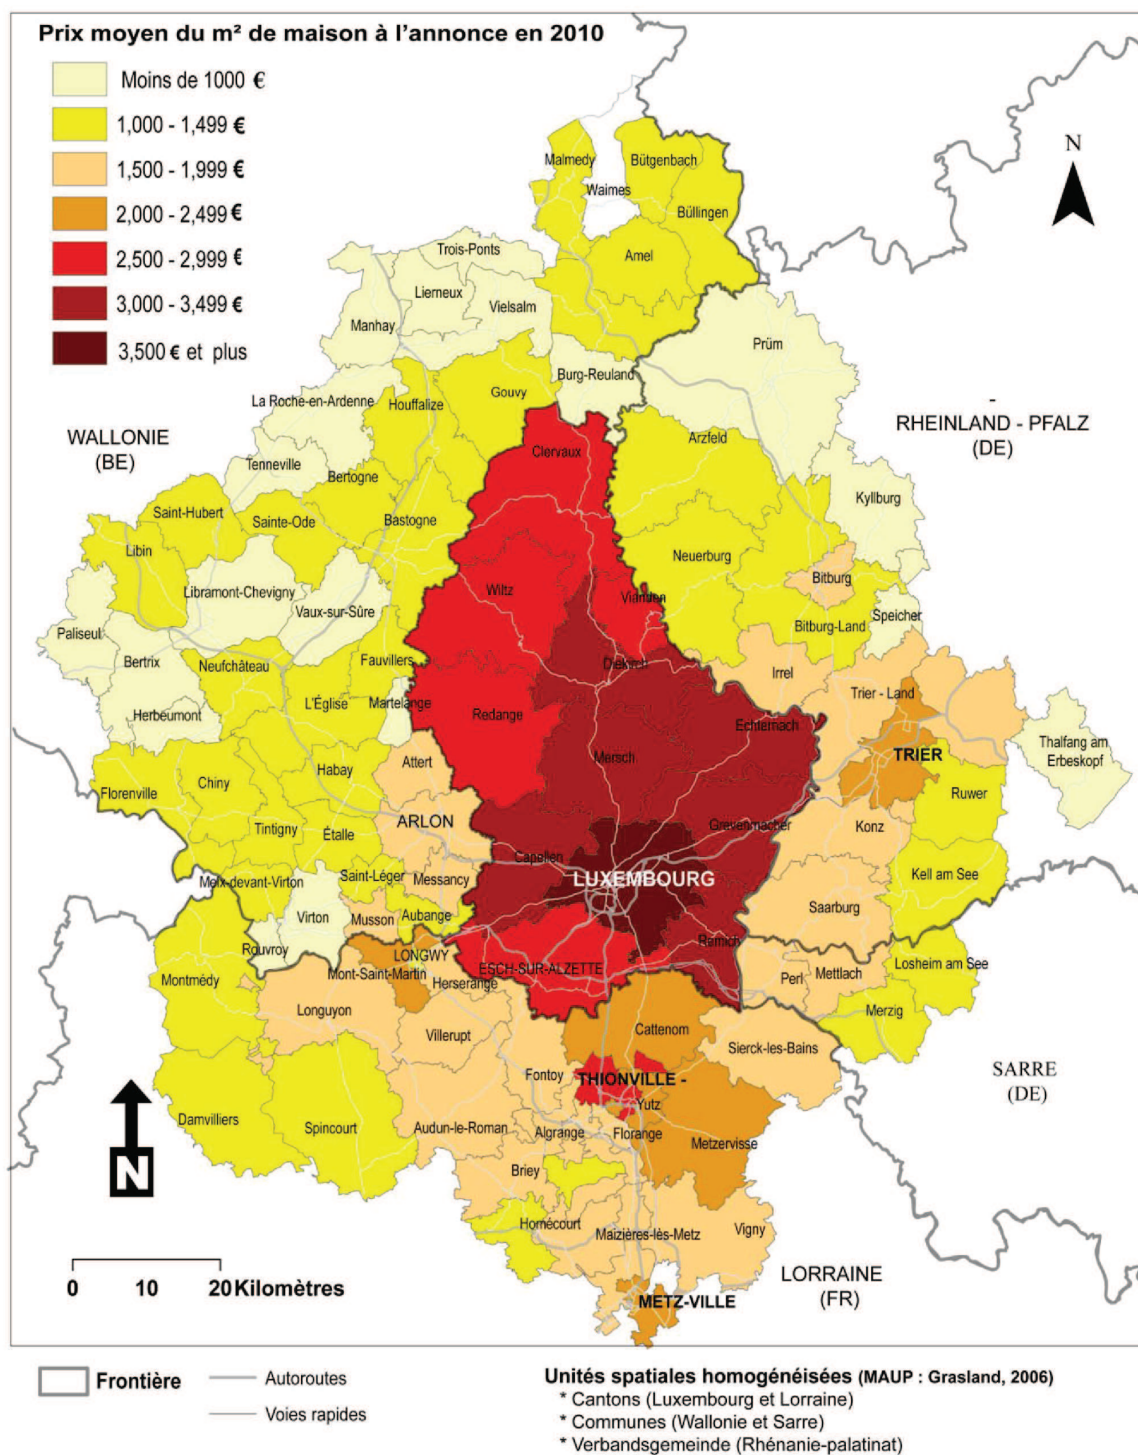 Prix moyen du m² de maison à l'annonce en 2010
Moins de 1000 €
1,000 - 1,499 €
1,500 - 1,999 €
2,000 - 2,499 €
2,500 - 2,999 €
3,000 - 3,499 €
3,500 € et plus
N
Malmedy
Bütgenbach
Waimes
Büllingen
Amel
Trois-Ponts
Lierneux
Vielsalm
Manhay
Prüm
Burg-Reuland
Gouvy
La Roche-en-Ardenne
Houffalize
WALLONIE
(BE)
-
RHEINLAND - PFALZ
(DE)
Arzfeld
Clervaux
Tenneville
Bertogne
Kyllburg
Saint-Hubert
Sainte-Ode
Bastogne
Libin
Neuerburg
Bitburg
Libramont-Chevigny
Wiltz
Vianden
Vaux-sur-Sûre
Speicher
Bitburg-Land
Paliseul
Bertrix
Neufchâteau
Fauvillers
Diekirch
Irrel
Trier - Land
L'Église
Martelange
Herbeumont
Redange
Echternach
Mersch
TRIER
Thalfang am
Erbeskopf
Attert
Habay
Chiny
Florenville
Ruwer
ARLON
Grevenmacher
Konz
Tintigny
Étalle
Capellen
LUXEMBOURG
Saint-Léger
Messancy
Meix-devant-Virton
Kell am See
Saarburg
Virton
Musson
Aubange
Remich
Rouvroy
LONGWY
Mont-Saint-Martin
ESCH-SUR-ALZETTE
Losheim am See
Montmédy
Herserange
Perl
Mettlach
Longuyon
Merzig
Villerupt
Cattenom
Sierck-les-Bains
SARRE
(DE)
Fontoy
THIONVILLE -
Yutz
Damvilliers
Spincourt
Audun-le-Roman
Algrange
Florange
Metzervisse
N
Briey
Homécourt
Maizières-lès-Metz
Vigny
LORRAINE
(FR)
0 10 20 Kilomètres
METZ-VILLE
Frontière
Autoroutes
Voies rapides
Unités spatiales homogénéisées (MAUP : Grasland, 2006)
* Cantons (Luxembourg et Lorraine)
* Communes (Wallonie et Sarre)
* Verbandsgemeinde (Rhénanie-palatinat)